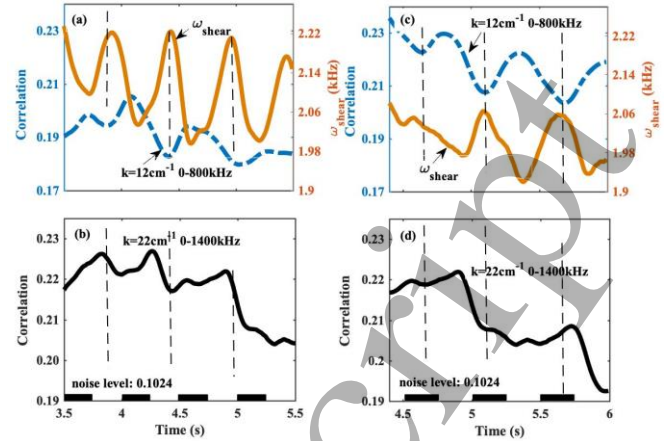 (a)
ω_shear
k=12cm⁻¹ 0-800kHz
Correlation
0.23
0.21
0.19
0.17
ω_shear (kHz)
2.22
2.14
2.06
1.98
1.9
(b)
k=22cm⁻¹ 0-1400kHz
Correlation
0.23
0.22
0.21
0.20
0.19
noise level: 0.1024
3.5 4 4.5 5 5.5
Time (s)
(c)
k=12cm⁻¹ 0-800kHz
ω_shear
Correlation
0.23
0.21
0.19
0.17
ω_shear (kHz)
2.22
2.14
2.06
1.98
1.9
(d)
k=22cm⁻¹ 0-1400kHz
Correlation
0.23
0.22
0.21
0.20
0.19
noise level: 0.1024
4.5 5 5.5 6
Time (s)
cript